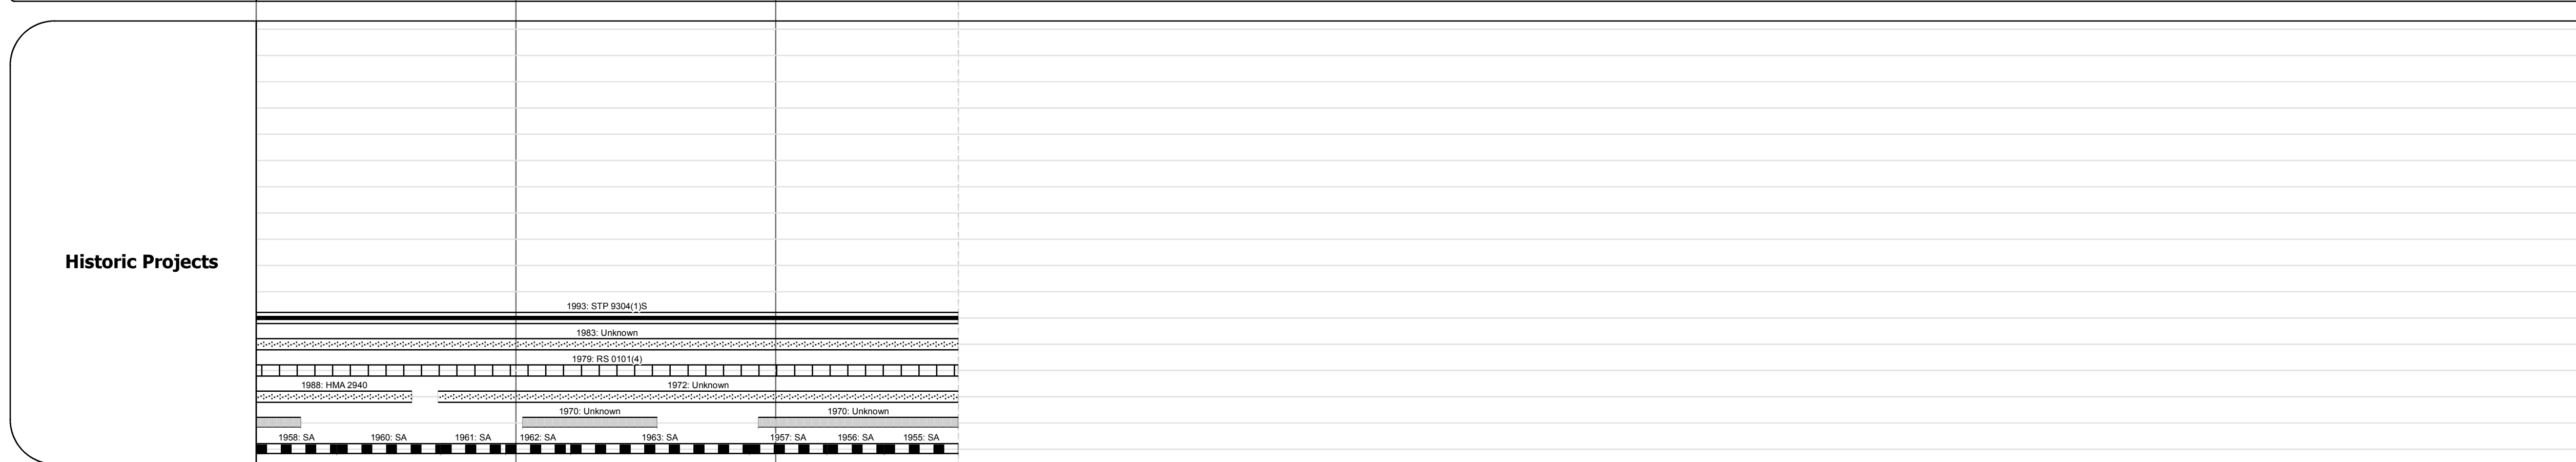 1993: STP 9304(1)S
1983: Unknown
1979: RS 0101(4)
1988: HMA 2940 1972: Unknown
1970: Unknown 1970: Unknown
1958: SA 1960: SA 1961: SA 1962: SA 1963: SA 1957: SA 1956: SA 1955: SA
Historic Projects